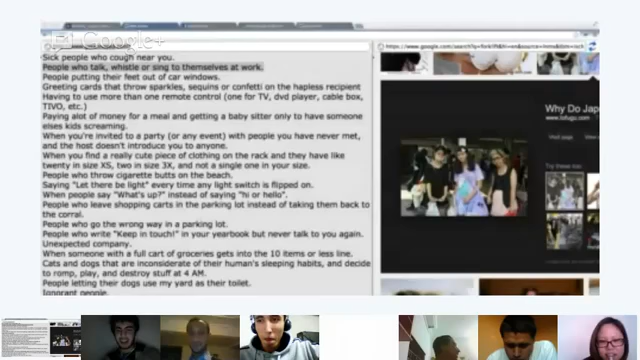 Google+
https://www.google.com/search?q=
Sick people who cough near you.
People who talk, whistle or sing to themselves at work.
People putting their feet out of car windows.
Greeting cards that throw sparkles, sequins or confetti on the hapless recipient
Having to use more than one remote control (one for TV, dvd player, cable box,
TIVO, etc.)
Paying alot of money for a meal and getting a baby sitter only to have someone
elses kids screaming.
When you're invited to a party (or any event) with people you have never met,
and the host doesn't introduce you to anyone.
When you find a really cute piece of clothing on the rack and they have like
twenty in size XS, two in size 3X, and not a single one in your size.
People who throw cigarette butts on the beach.
Saying "Let there be light" every time any light switch is flipped on.
When people say "What's up?" instead of saying "hi or hello".
People who leave shopping carts in the parking lot instead of taking them back to
the corral.
People who go the wrong way in a parking lot.
People who write "Keep in touch!" in your yearbook but never talk to you again.
Unexpected company.
When someone with a full cart of groceries gets into the 10 items or less line.
Cats and dogs that are inconsiderate of their human's sleeping habits, and decide
to romp, play, and destroy stuff at 4 AM.
People letting their dogs use my yard as their toilet.
Ignorant people.
Why Do Jap
www.tofugu.com